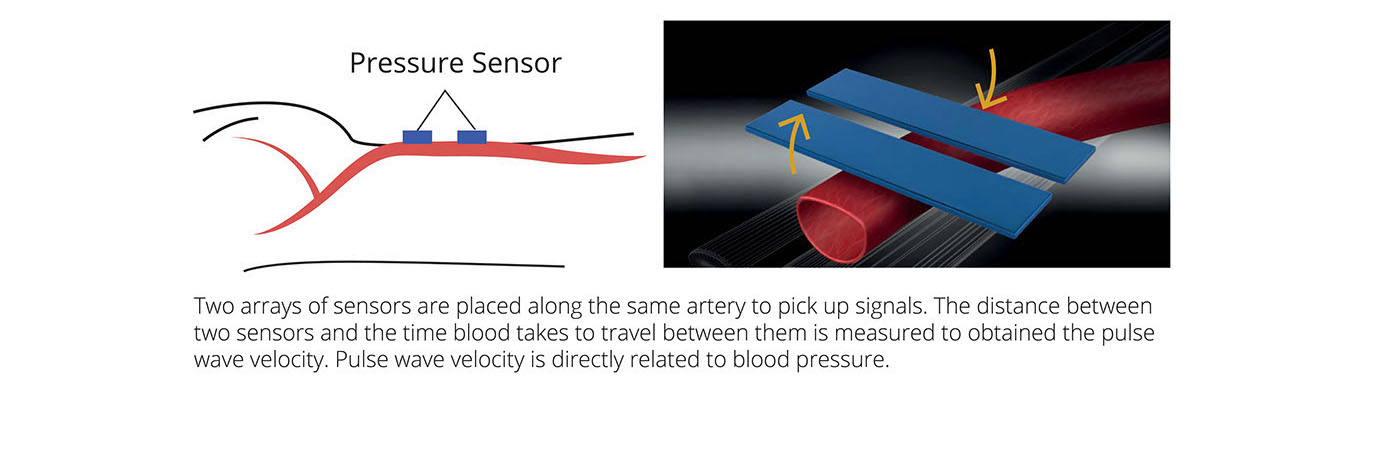 Pressure Sensor
Two arrays of sensors are placed along the same artery to pick up signals. The distance between
two sensors and the time blood takes to travel between them is measured to obtained the pulse
wave velocity. Pulse wave velocity is directly related to blood pressure.